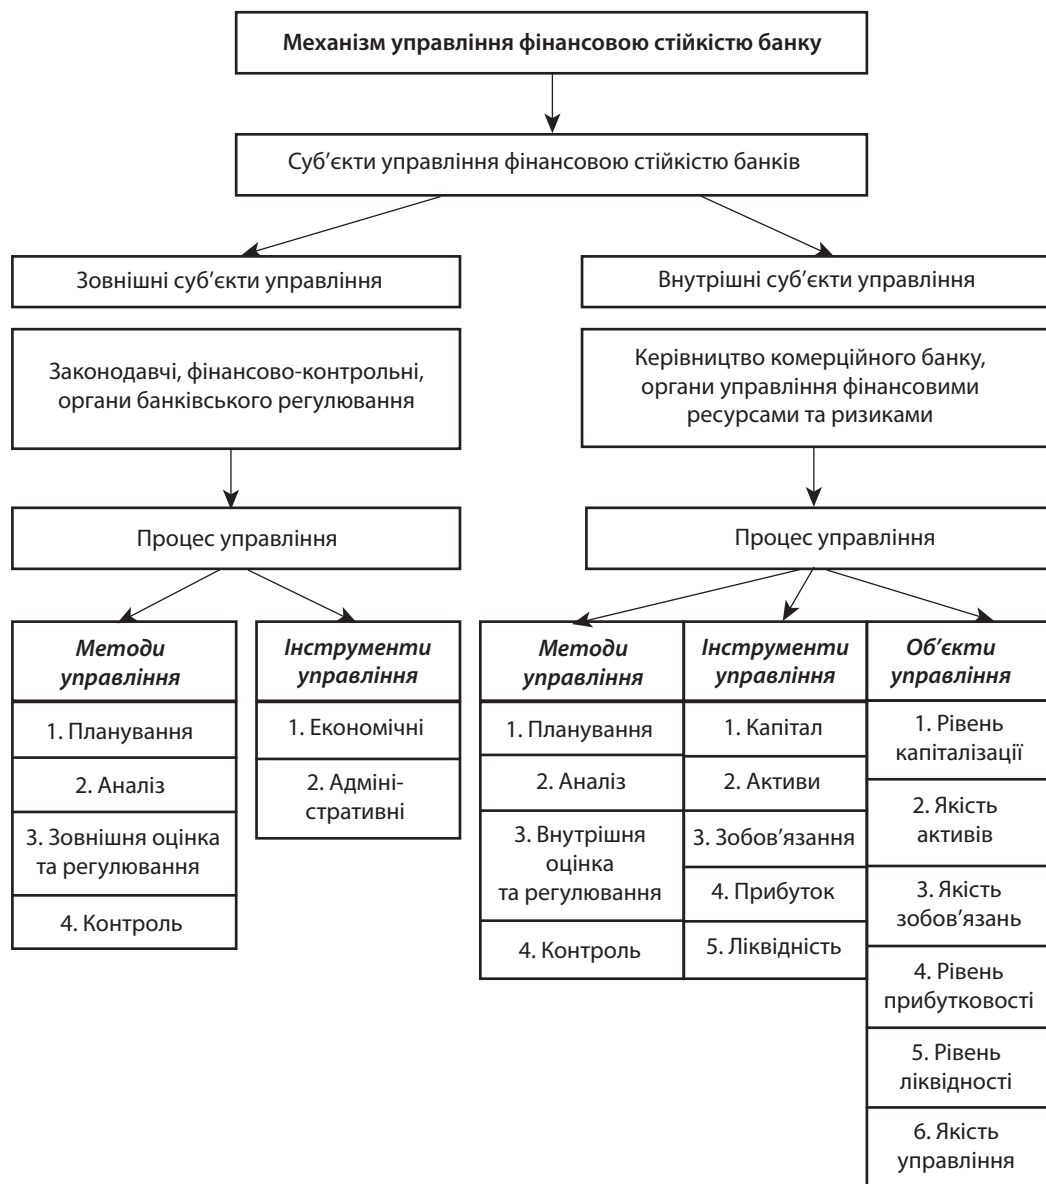 Механізм управління фінансовою стійкістю банку
Суб’єкти управління фінансовою стійкістю банків
Зовнішні суб’єкти управління
Законодавчі, фінансово-контрольні,
органи банківського регулювання
Процес управління
Методи
управління
1. Планування
2. Аналіз
3. Зовнішня оцінка
та регулювання
4. Контроль
Інструменти
управління
1. Економічні
2. Адміні-
стративні
Внутрішні суб’єкти управління
Керівництво комерційного банку,
органи управління фінансовими
ресурсами та ризиками
Процес управління
Методи
управління
1. Планування
2. Аналіз
3. Внутрішня
оцінка
та регулювання
4. Контроль
Інструменти
управління
1. Капітал
2. Активи
3. Зобов’язання
4. Прибуток
5. Ліквідність
Об’єкти
управління
1. Рівень
капіталізації
2. Якість
активів
3. Якість
зобов’язань
4. Рівень
прибутковості
5. Рівень
ліквідності
6. Якість
управління